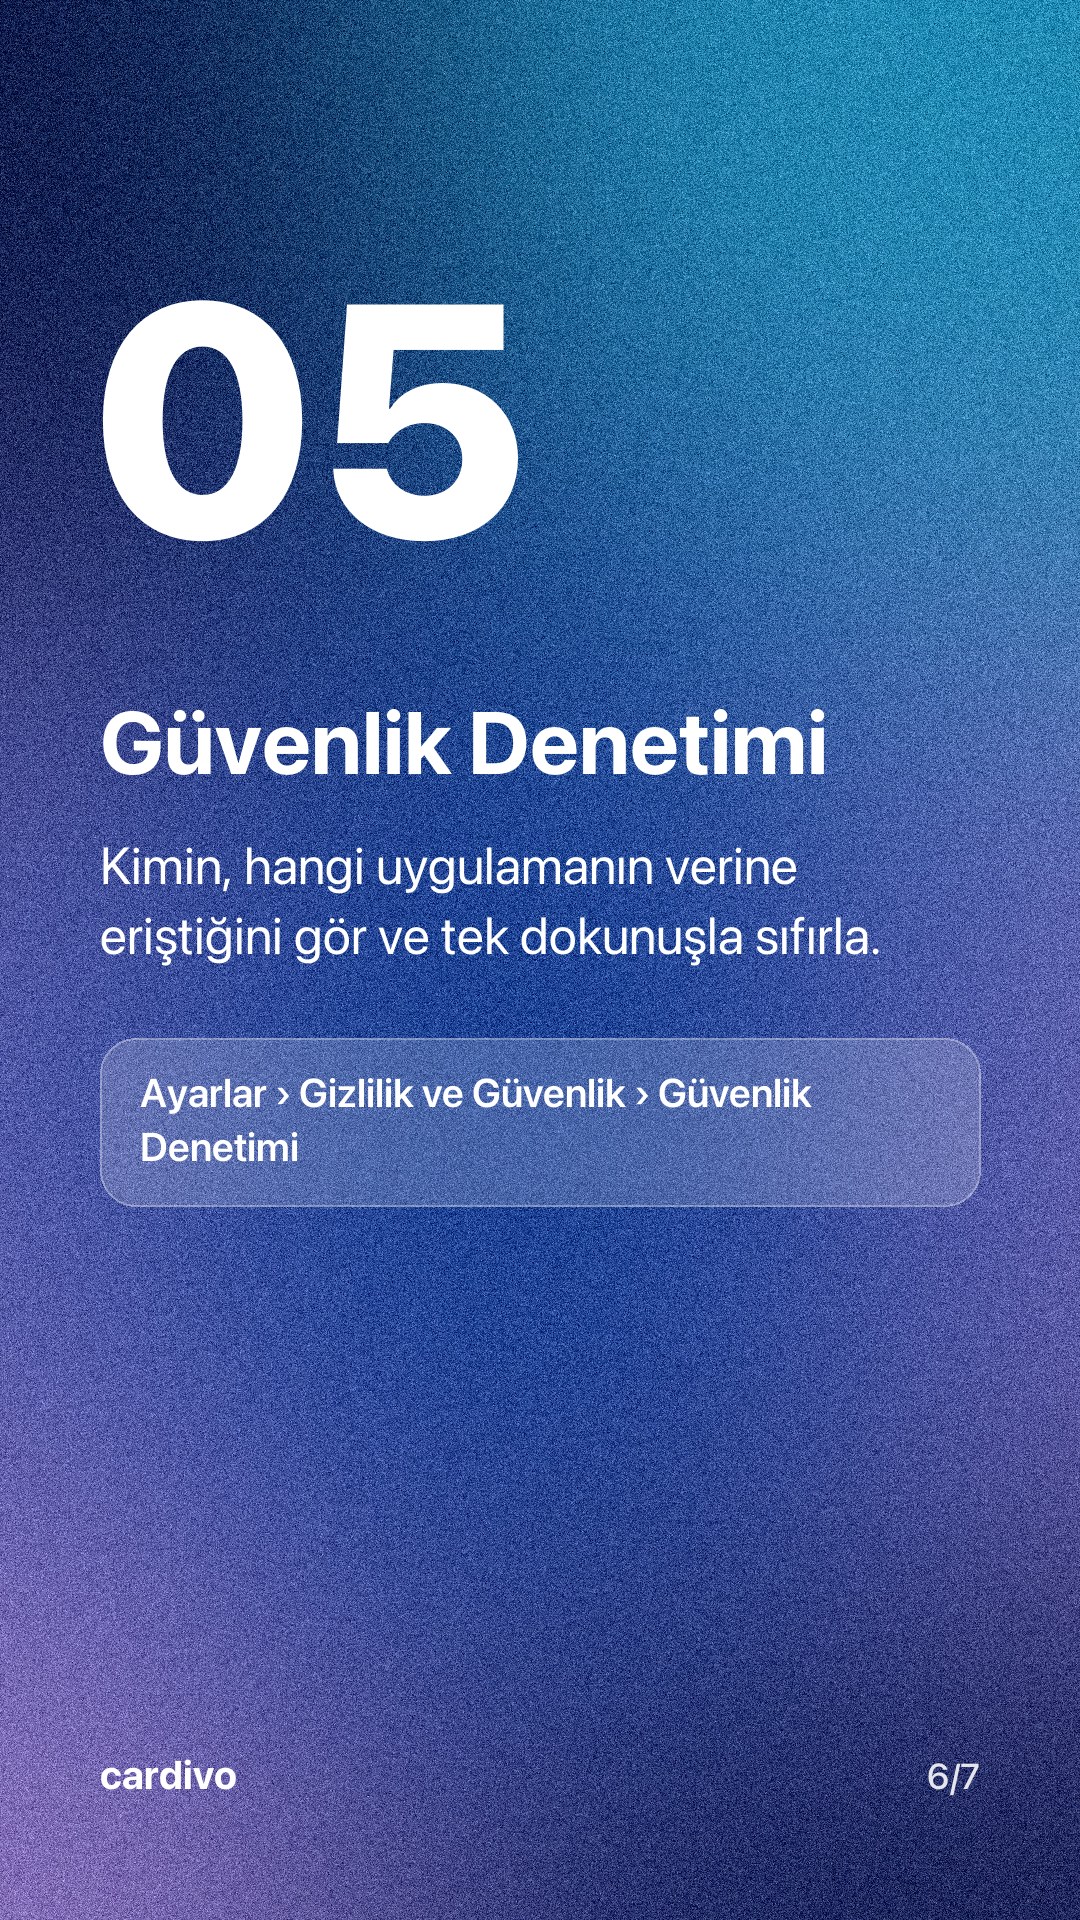 05
Güvenlik Denetimi
Kimin, hangi uygulamanın verine
eriştiğini gör ve tek dokunuşla sıfırla.
Ayarlar › Gizlilik ve Güvenlik › Güvenlik
Denetimi
cardivo
6/7